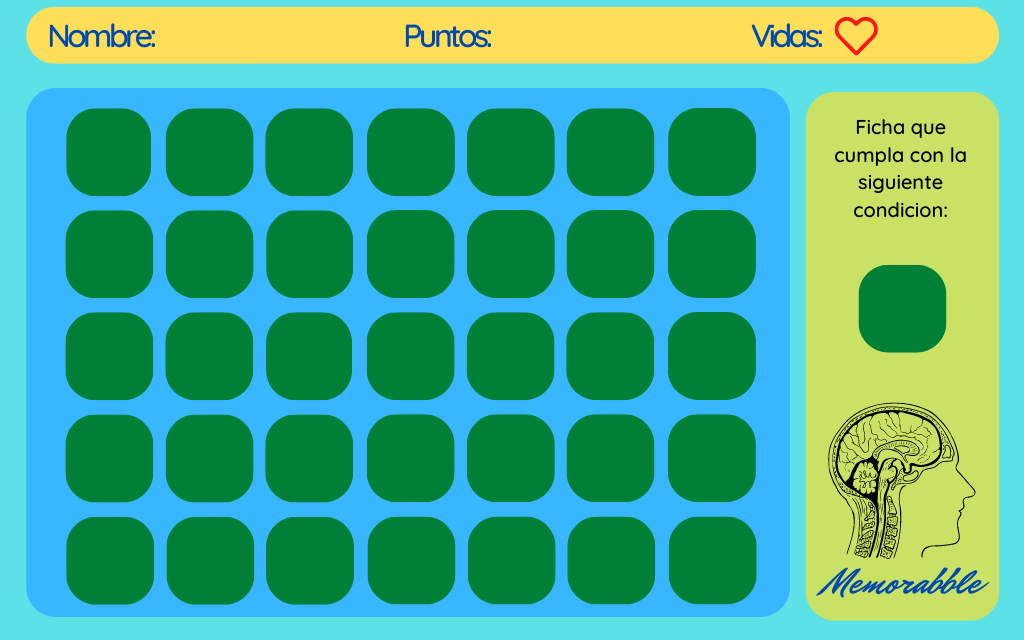 Nombre:
Puntos:
Vidas:
Ficha que
cumpla con la
siguiente
condicion:
Memorabble